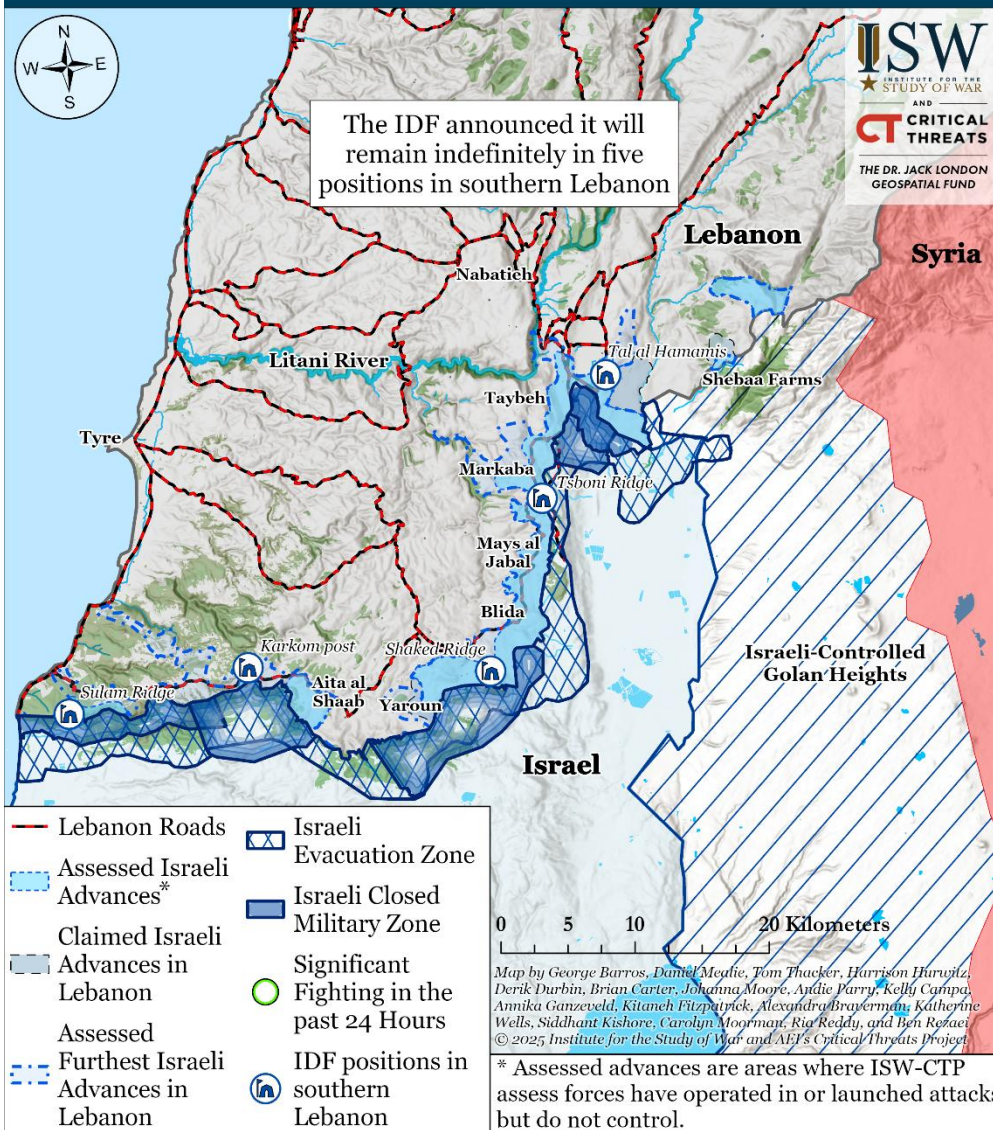 N
W E
S
ISW
INSTITUTE FOR THE
STUDY OF WAR
AND
CT CRITICAL
THREATS
THE DR. JACK LONDON
GEOSPATIAL FUND
The IDF announced it will
remain indefinitely in five
positions in southern Lebanon
Lebanon
Syria
Nabatieh
Tal al Hamamis
Litani River
Shebaa Farms
Taybeh
Tyre
Markaba
Tsboni Ridge
Mays al
Jabal
Blida
Karkom post
Shaked Ridge
Israeli-Controlled
Golan Heights
Aita al
Shaab
Sulam Ridge
Yaroun
Israel
Lebanon Roads
Assessed Israeli
Advances*
Claimed Israeli
Advances in
Lebanon
Assessed
Furthest Israeli
Advances in
Lebanon
Israeli
Evacuation Zone
Israeli Closed
Military Zone
Significant
Fighting in the
past 24 Hours
IDF positions in
southern
Lebanon
0 5 10 20 Kilometers
Map by George Barros, Daniel Mealie, Tom Thacker, Harrison Hurwitz,
Derik Durbin, Brian Carter, Johanna Moore, Andie Parry, Kelly Campa,
Annika Ganzeveld, Kitaneh Fitzpatrick, Alexandra Braverman, Katherine
Wells, Siddhant Kishore, Carolyn Moorman, Ria Reddy, and Ben Rezaei
© 2025 Institute for the Study of War and AEI's Critical Threats Project
* Assessed advances are areas where ISW-CTP
assess forces have operated in or launched attacks
but do not control.